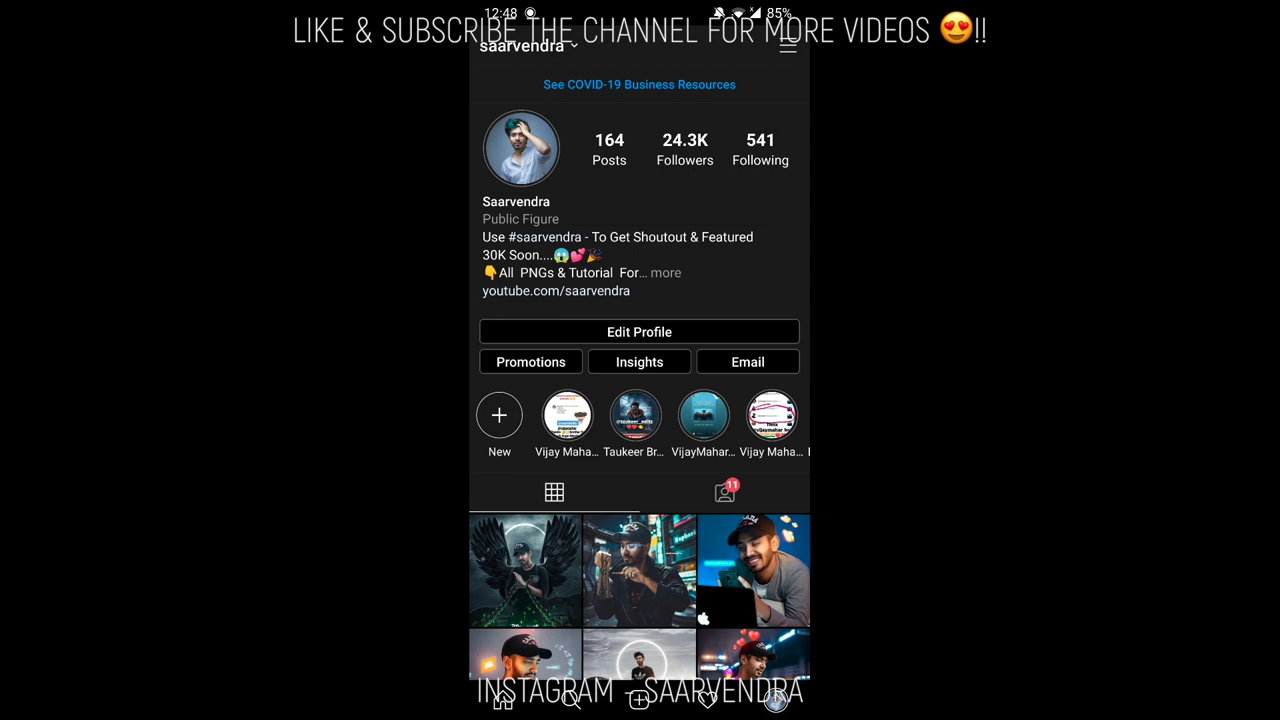 12:48 85%
LIKE & SUBSCRIBE THE CHANNEL FOR MORE VIDEOS 😍!!
saarvendra
See COVID-19 Business Resources
164 24.3K 541
Posts Followers Following
Saarvendra
Public Figure
Use #saarvendra - To Get Shoutout & Featured
30K Soon....😱💕🎉
👇All PNGs & Tutorial For... more
youtube.com/saarvendra
Edit Profile
Promotions Insights Email
New Vijay Maha... Taukeer Br... VijayMahar... Vijay Maha...
11
INSTAGRAM - SAARVENDRA